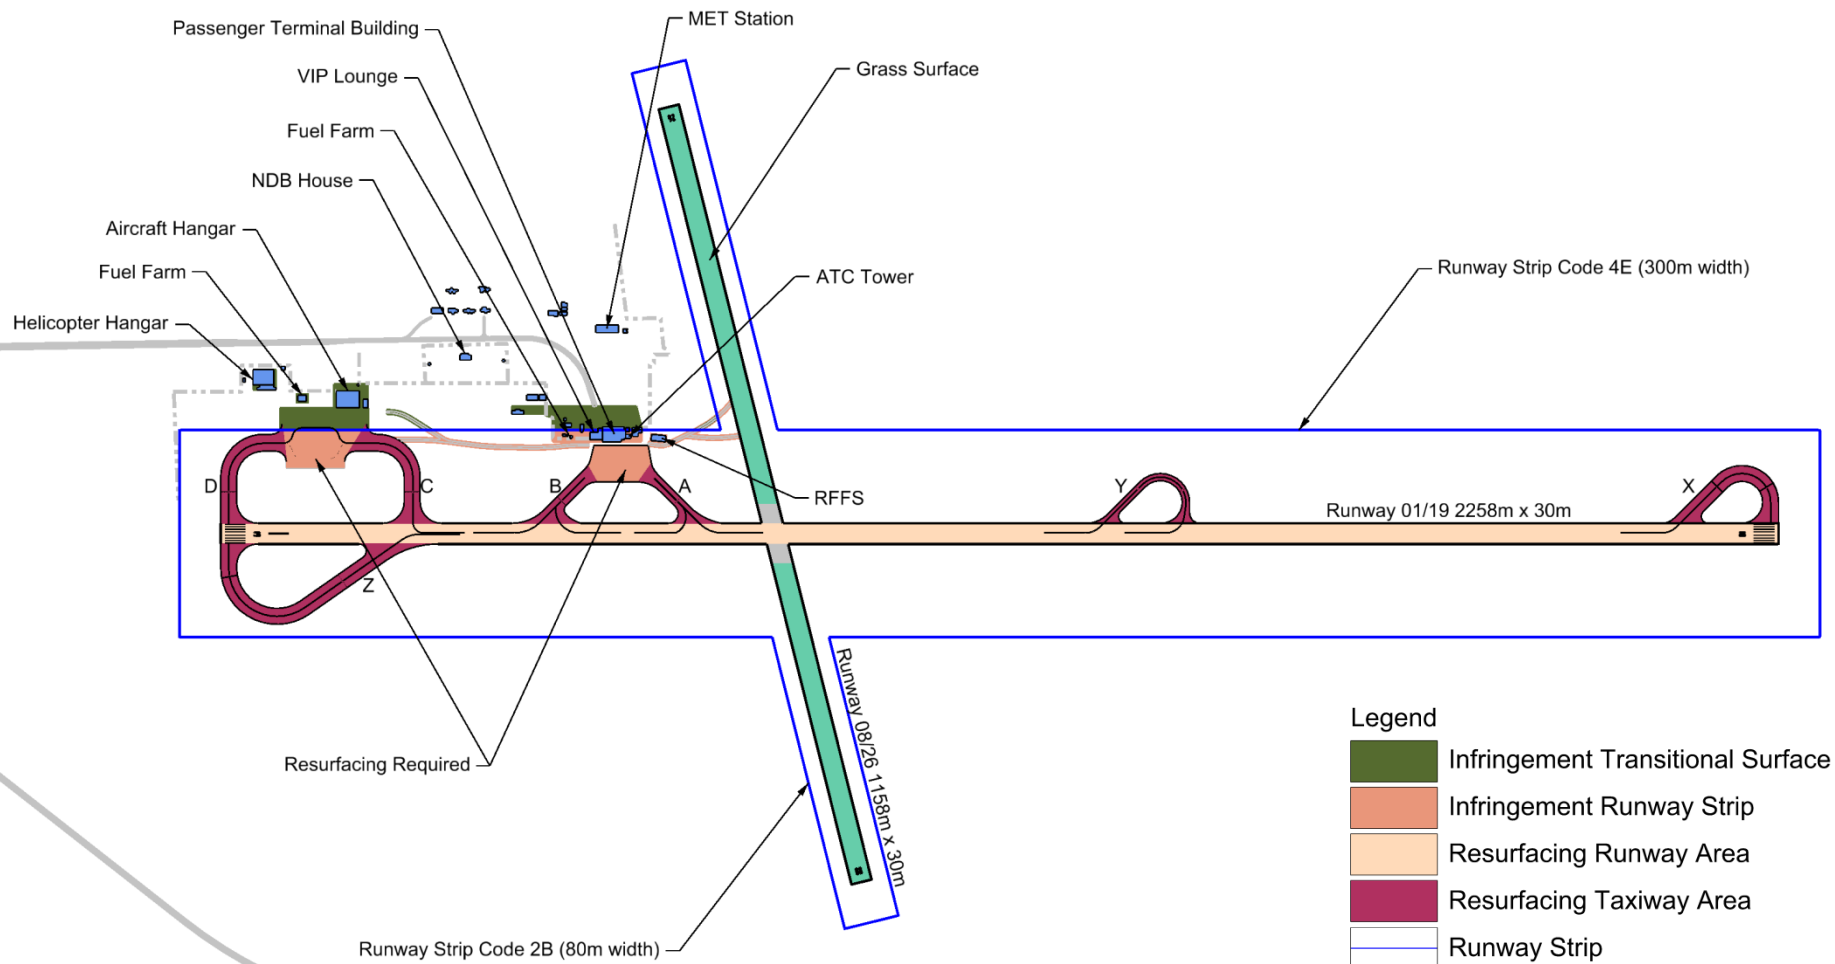 Passenger Terminal Building
MET Station
VIP Lounge
Grass Surface
Fuel Farm
NDB House
Aircraft Hangar
Fuel Farm
ATC Tower
Runway Strip Code 4E (300m width)
Helicopter Hangar
D
C
B
A
RFFS
Y
X
Runway 01/19 2258m x 30m
Z
Runway 08/26 1158m x 30m
Resurfacing Required
Runway Strip Code 2B (80m width)
Legend
Infringement Transitional Surface
Infringement Runway Strip
Resurfacing Runway Area
Resurfacing Taxiway Area
Runway Strip